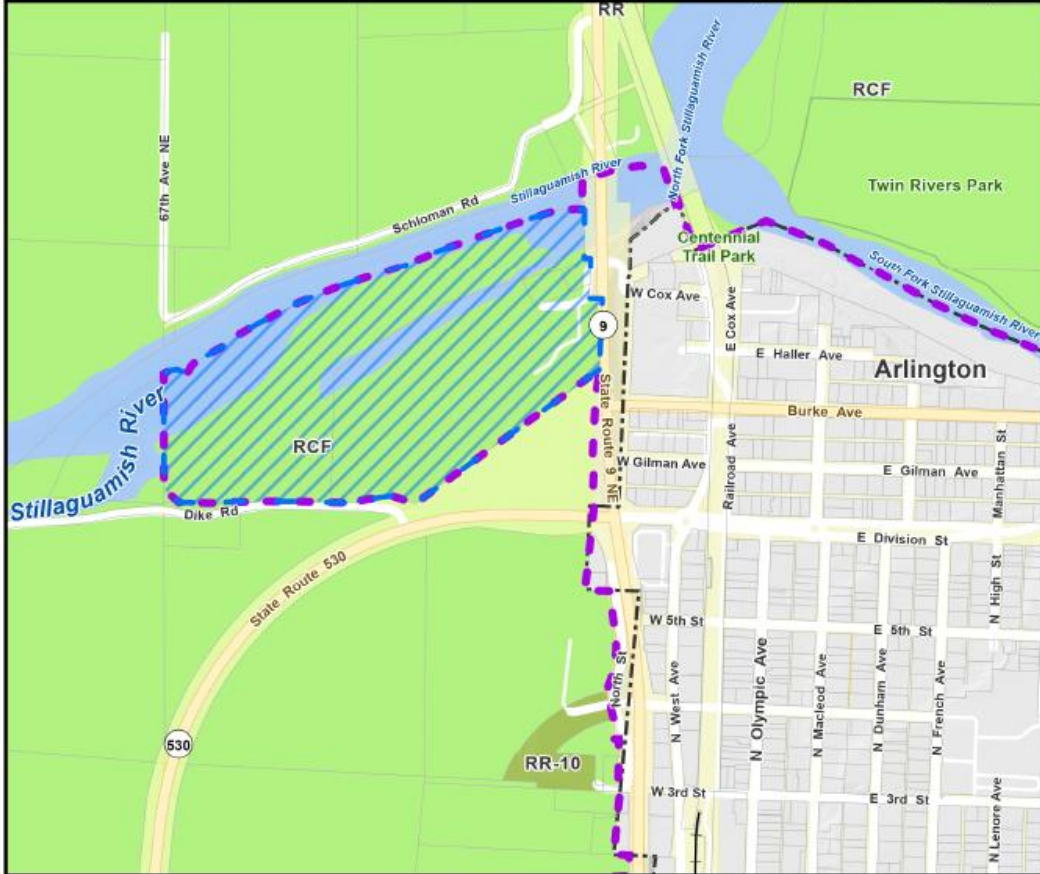 RR
North Fork Stillaguamish River
RCF
67th Ave NE
Stillaguamish River
Schloman Rd
North Fork Stillaguamish River
Twin Rivers Park
Centennial
Trail Park
South Fork Stillaguamish River
W Cox Ave
E Cox Ave
9
E Haller Ave
Arlington
State Route 9 NE
Burke Ave
Stillaguamish River
RCF
W Gilman Ave
E Gilman Ave
Railroad Ave
Manhattan St
Dike Rd
E Division St
State Route 530
N High St
W 5th St
E 5th St
North St
N West Ave
N Olympic Ave
N Macleod Ave
N Dunham Ave
N French Ave
530
RR-10
W 3rd St
E 3rd St
N Lenore Ave